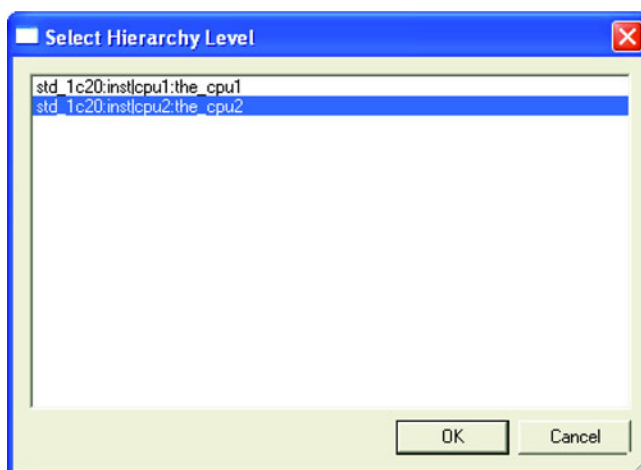 Select Hierarchy Level
std_1c20:inst|cpu1:the_cpu1
std_1c20:inst|cpu2:the_cpu2
OK
Cancel